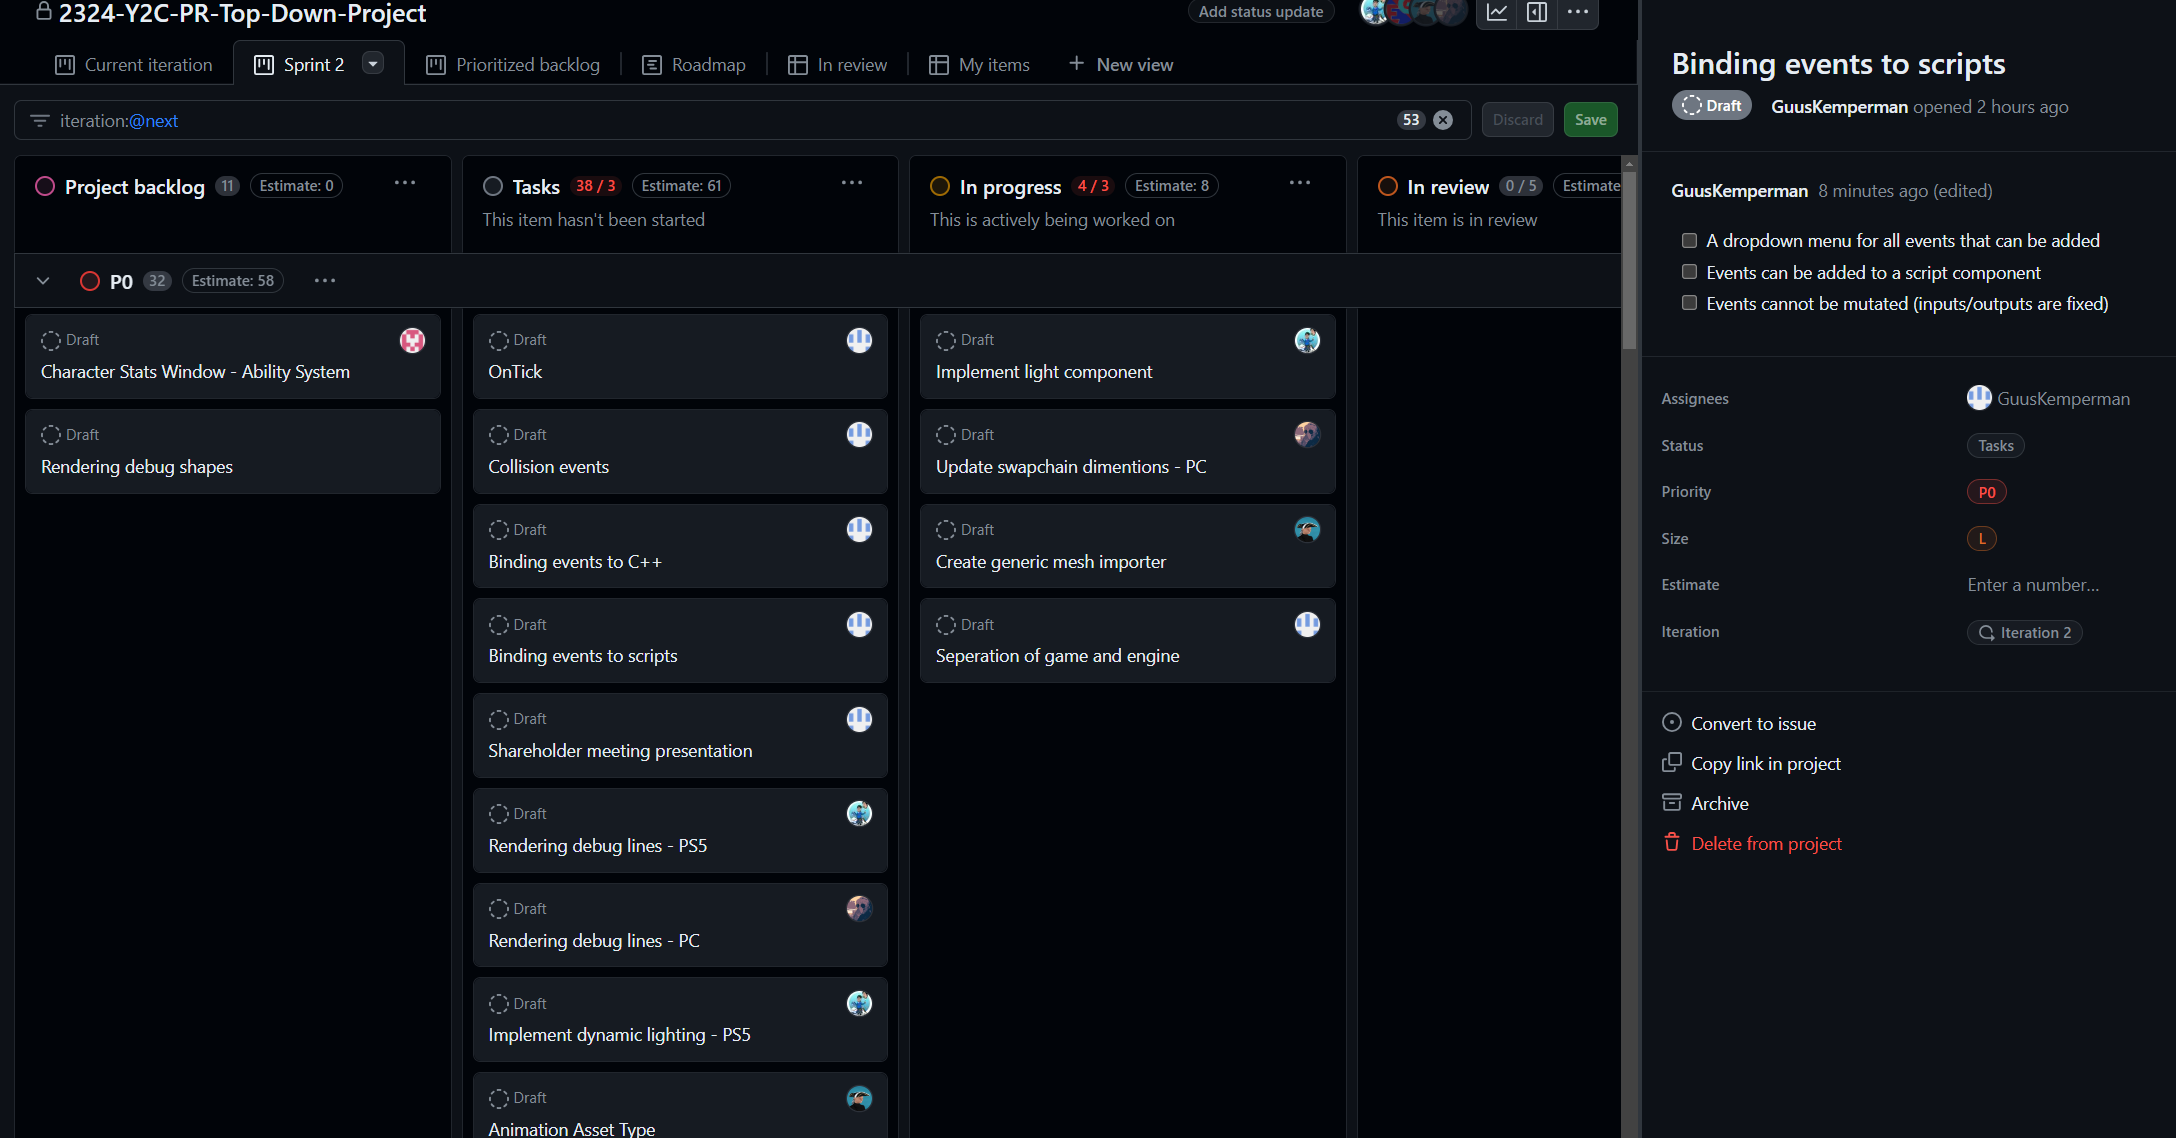 2324-Y2C-PR-Top-Down-Project
Add status update
Current iteration
Sprint 2
Prioritized backlog
Roadmap
In review
My items
+ New view
iteration:@next
53
Discard
Save
Project backlog 11 Estimate: 0
Tasks 38 / 3 Estimate: 61
This item hasn't been started
In progress 4 / 3 Estimate: 8
This is actively being worked on
In review 0 / 5 Estimate
This item is in review
P0 32 Estimate: 58
Draft
Character Stats Window - Ability System
Draft
Rendering debug shapes
Draft
OnTick
Draft
Collision events
Draft
Binding events to C++
Draft
Binding events to scripts
Draft
Shareholder meeting presentation
Draft
Rendering debug lines - PS5
Draft
Rendering debug lines - PC
Draft
Implement dynamic lighting - PS5
Draft
Animation Asset Type
Draft
Implement light component
Draft
Update swapchain dimentions - PC
Draft
Create generic mesh importer
Draft
Seperation of game and engine
Binding events to scripts
Draft GuusKemperman opened 2 hours ago
GuusKemperman 8 minutes ago (edited)
A dropdown menu for all events that can be added
Events can be added to a script component
Events cannot be mutated (inputs/outputs are fixed)
Assignees GuusKemperman
Status Tasks
Priority P0
Size L
Estimate Enter a number...
Iteration Iteration 2
Convert to issue
Copy link in project
Archive
Delete from project